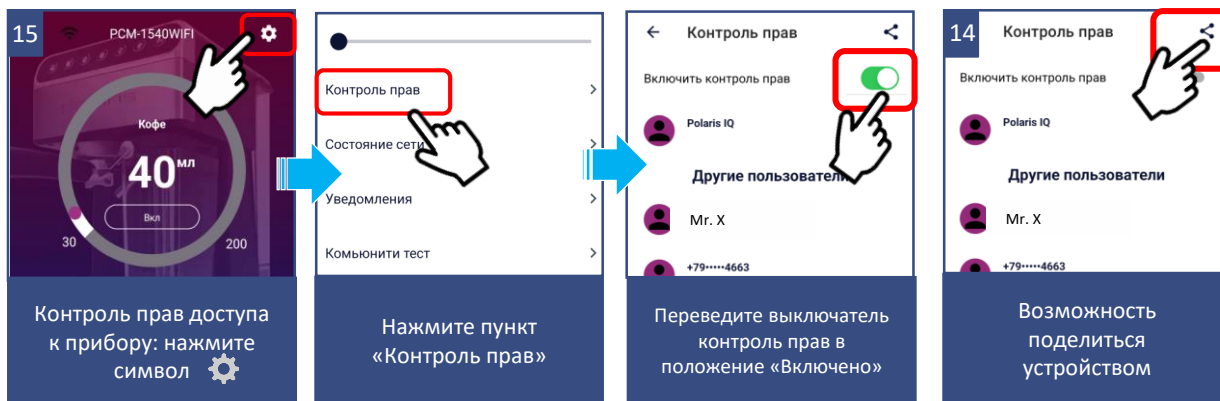 15
PCM-1540WIFI
Кофе
40 мл
Вкл
30
200
Контроль прав доступа
к прибору: нажмите
символ
Контроль прав
Состояние сети
Уведомления
Комьюнити тест
Нажмите пункт
«Контроль прав»
Контроль прав
Включить контроль прав
Polaris IQ
Другие пользователи
Mr. X
+79·····4663
Переведите выключатель
контроль прав в
положение «Включено»
14
Контроль прав
Включить контроль прав
Polaris IQ
Другие пользователи
Mr. X
+79·····4663
Возможность
поделиться
устройством